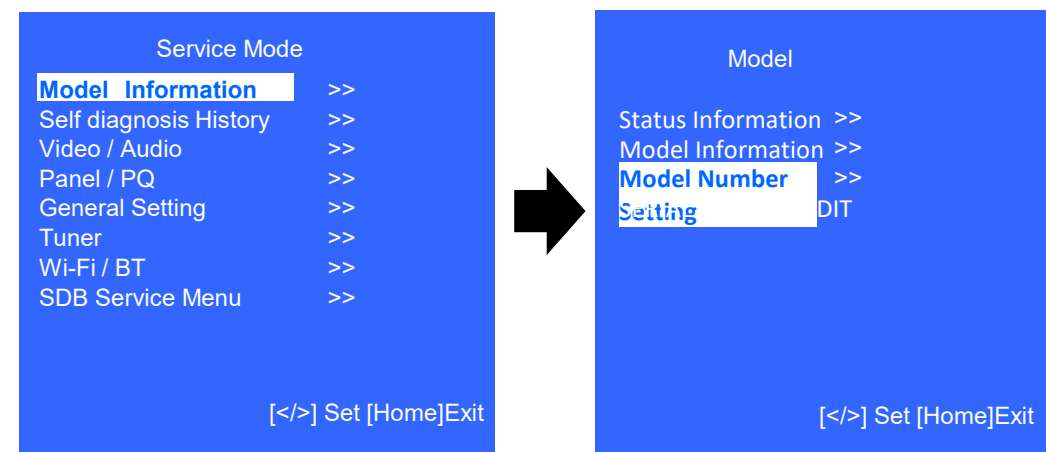 Service Mode
Model Information >>
Self diagnosis History >>
Video / Audio >>
Panel / PQ >>
General Setting >>
Tuner >>
Wi-Fi / BT >>
SDB Service Menu >>
[</>] Set [Home]Exit
Model
Status Information >>
Model Information >>
Model Number >>
Setting DIT
[</>] Set [Home]Exit